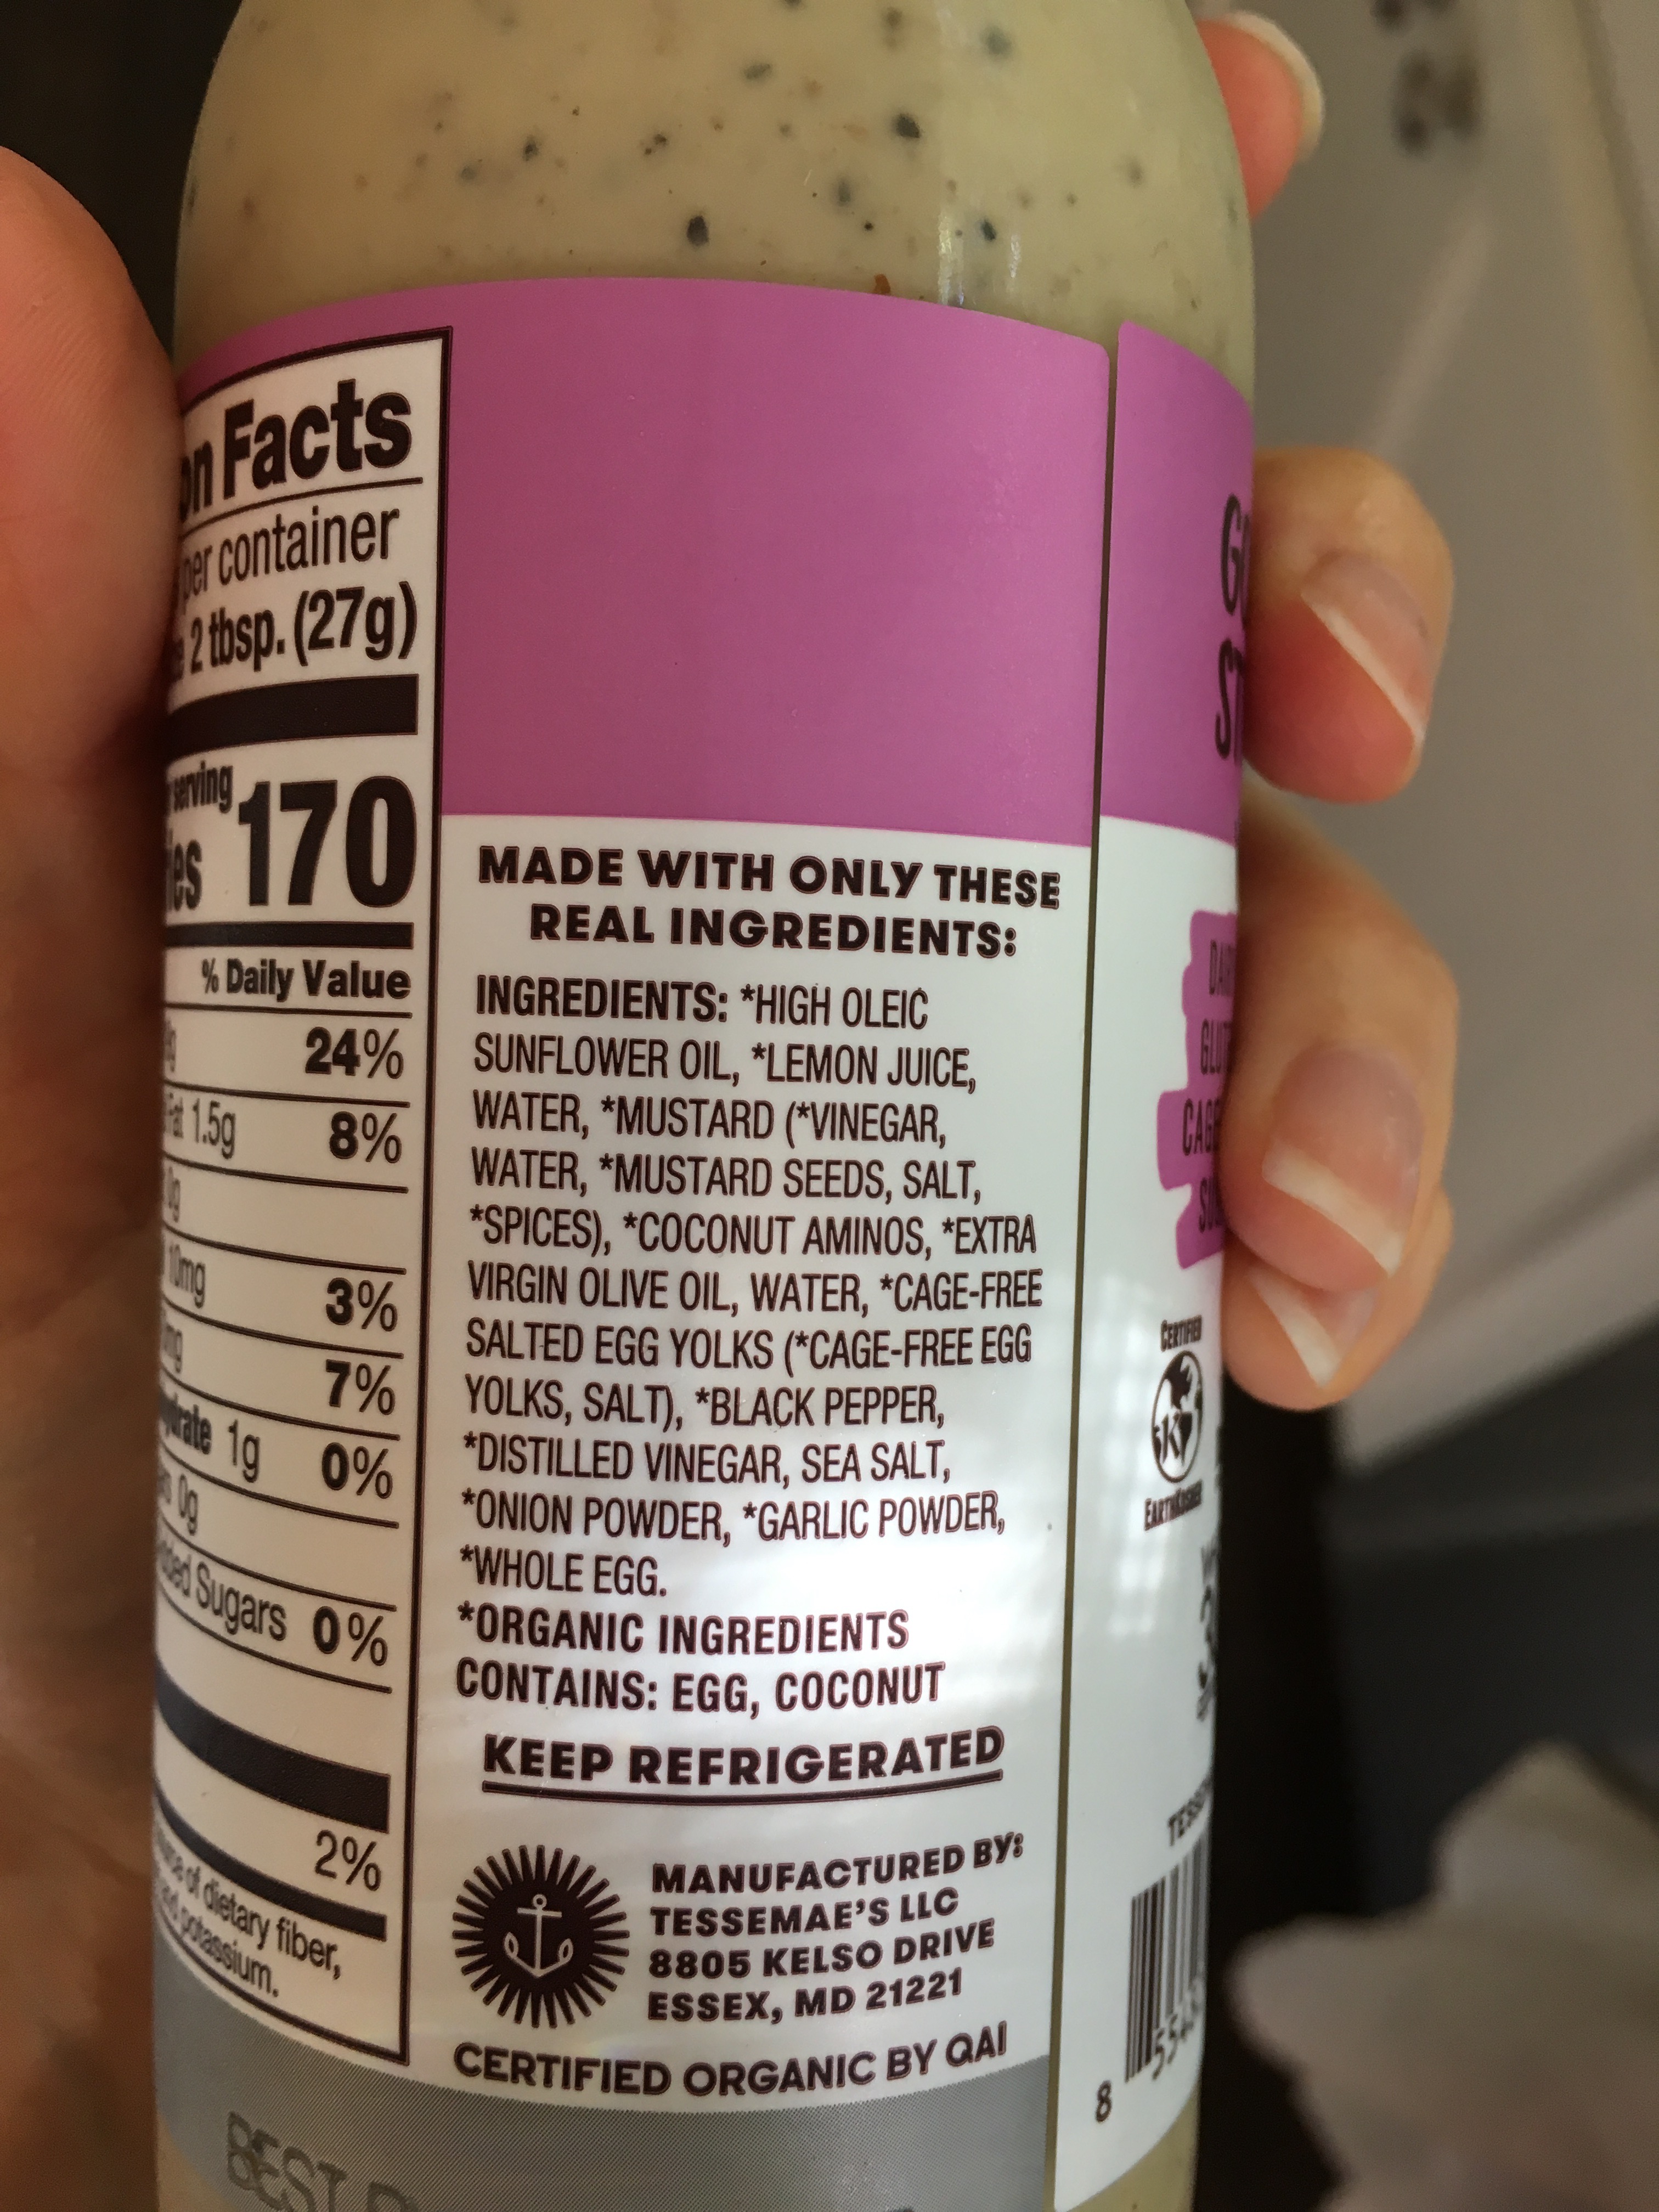 Facts
per container
2 tbsp. (27g)
serving
170
% Daily Value
24%
1.5g 8%
0g
10mg 3%
7%
1g 0%
0g
Sugars 0%
2%
of dietary fiber,
potassium.
MADE WITH ONLY THESE
REAL INGREDIENTS:
INGREDIENTS: *HIGH OLEIC
SUNFLOWER OIL, *LEMON JUICE,
WATER, *MUSTARD (*VINEGAR,
WATER, *MUSTARD SEEDS, SALT,
*SPICES), *COCONUT AMINOS, *EXTRA
VIRGIN OLIVE OIL, WATER, *CAGE-FREE
SALTED EGG YOLKS (*CAGE-FREE EGG
YOLKS, SALT), *BLACK PEPPER,
*DISTILLED VINEGAR, SEA SALT,
*ONION POWDER, *GARLIC POWDER,
*WHOLE EGG.
*ORGANIC INGREDIENTS
CONTAINS: EGG, COCONUT
KEEP REFRIGERATED
MANUFACTURED BY:
TESSEMAE'S LLC
8805 KELSO DRIVE
ESSEX, MD 21221
CERTIFIED ORGANIC BY QAI
BEST
CERTIFIED
K
EARTHKOSHER
8